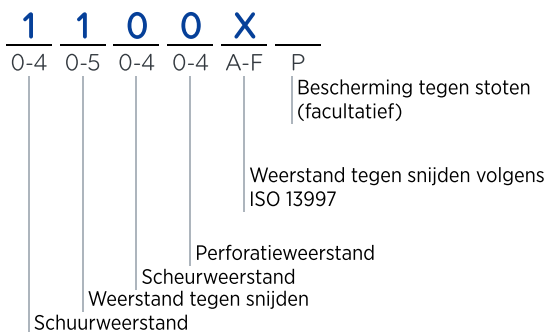 1 1 0 0 X
0-4 0-5 0-4 0-4 A-F P
Bescherming tegen stoten
(facultatief)
Weerstand tegen snijden volgens
ISO 13997
Perforatieweerstand
Scheurweerstand
Weerstand tegen snijden
Schuurweerstand